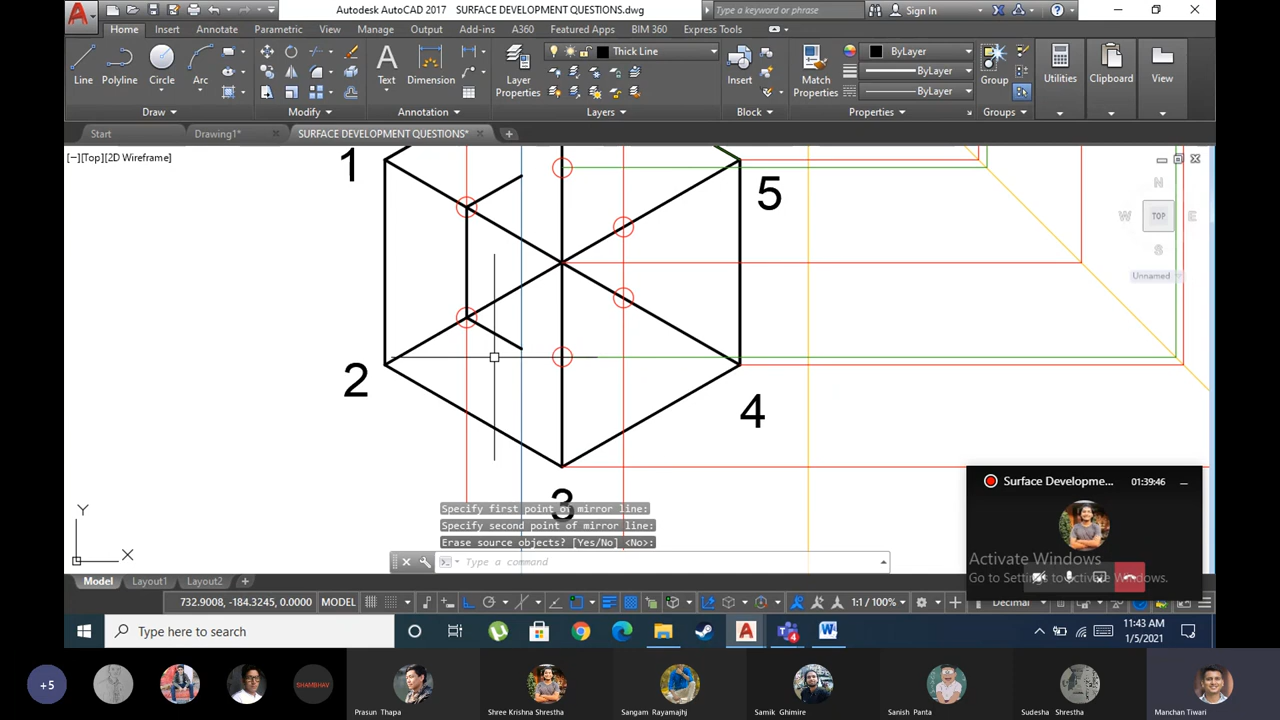 Autodesk AutoCAD 2017 SURFACE DEVELOPMENT QUESTIONS.dwg
Type a keyword or phrase
Sign In
Home Insert Annotate Parametric View Manage Output Add-ins A360 Featured Apps BIM 360 Express Tools
Thick Line
ByLayer
ByLayer
ByLayer
Line Polyline Circle Arc Text Dimension Layer Properties Insert Match Properties Group Utilities Clipboard View
Draw Modify Annotation Layers Block Properties Groups
Start Drawing1* SURFACE DEVELOPMENT QUESTIONS*
[−][Top][2D Wireframe]
N
W TOP E
S
Unnamed
1
5
2
4
3
Y
X
Specify first point of mirror line:
Specify second point of mirror line:
Erase source objects? [Yes/No] <No>:
Type a command
Surface Developme... 01:39:46
Activate Windows
Go to Settings to activate Windows.
Model Layout1 Layout2
732.9008, -184.3245, 0.0000 MODEL 1:1 / 100% Decimal
Type here to search
11:43 AM
1/5/2021
+5
SHAMBHAV
Prasun Thapa
Shree Krishna Shrestha
Sangam Rayamajhi
Samik Ghimire
Sanish Panta
Sudesha Shrestha
Manchan Tiwari